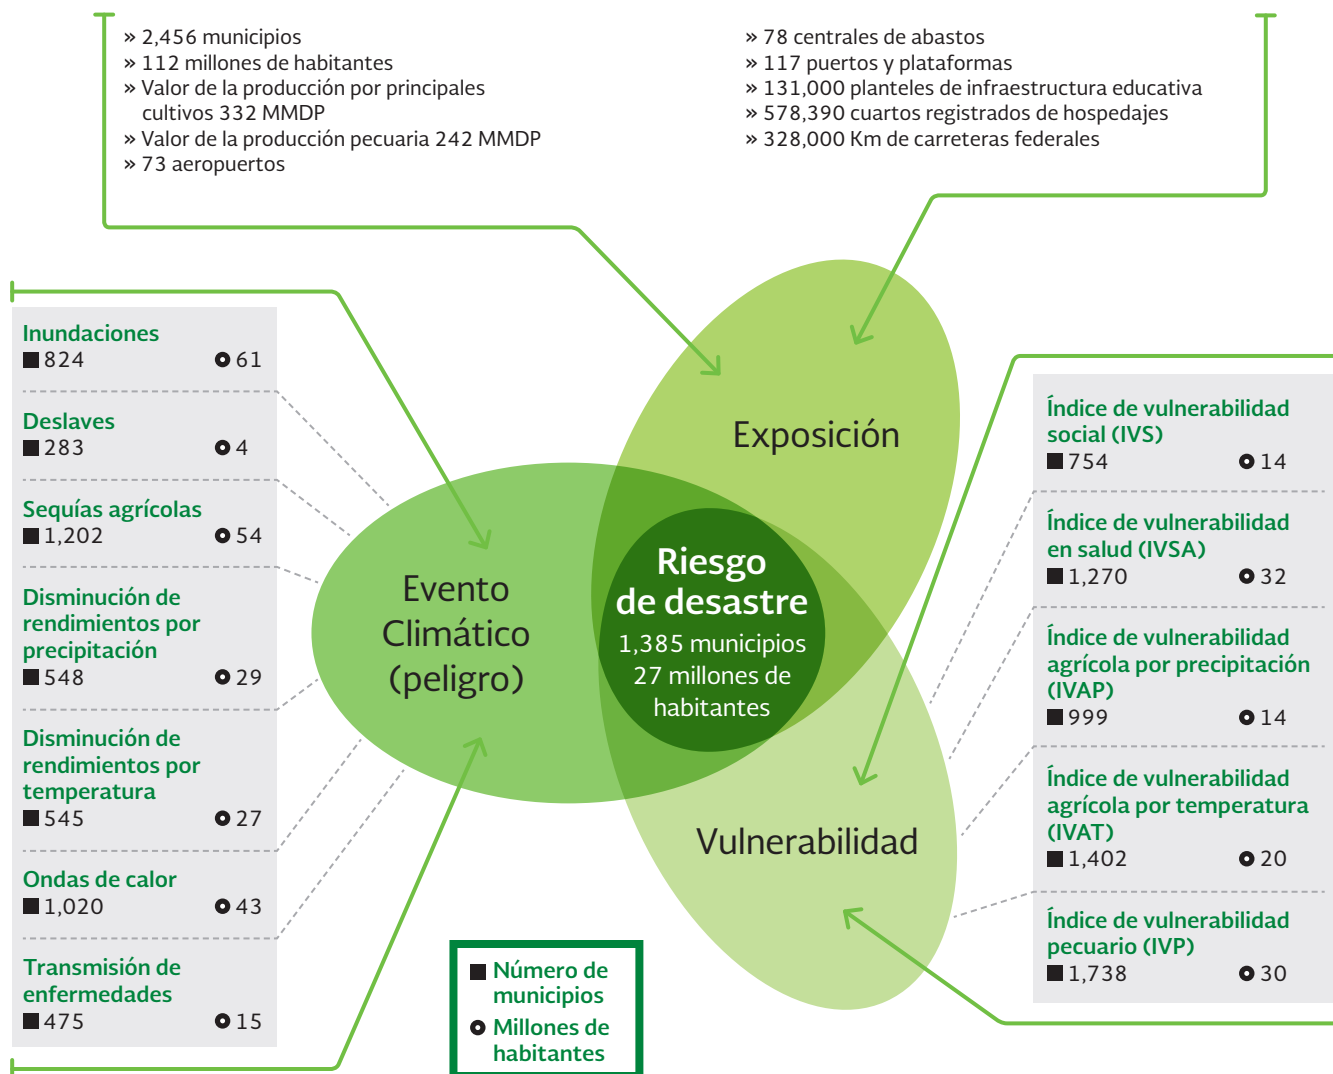 » 2,456 municipios
» 112 millones de habitantes
» Valor de la producción por principales
cultivos 332 MMDP
» Valor de la producción pecuaria 242 MMDP
» 73 aeropuertos
» 78 centrales de abastos
» 117 puertos y plataformas
» 131,000 planteles de infraestructura educativa
» 578,390 cuartos registrados de hospedajes
» 328,000 Km de carreteras federales
Inundaciones
824 61
Deslaves
283 4
Sequías agrícolas
1,202 54
Disminución de
rendimientos por
precipitación
548 29
Disminución de
rendimientos por
temperatura
545 27
Ondas de calor
1,020 43
Transmisión de
enfermedades
475 15
Exposición
Evento
Climático
(peligro)
Riesgo
de desastre
1,385 municipios
27 millones de
habitantes
Vulnerabilidad
Índice de vulnerabilidad
social (IVS)
754 14
Índice de vulnerabilidad
en salud (IVSA)
1,270 32
Índice de vulnerabilidad
agrícola por precipitación
(IVAP)
999 14
Índice de vulnerabilidad
agrícola por temperatura
(IVAT)
1,402 20
Índice de vulnerabilidad
pecuario (IVP)
1,738 30
Número de
municipios
Millones de
habitantes